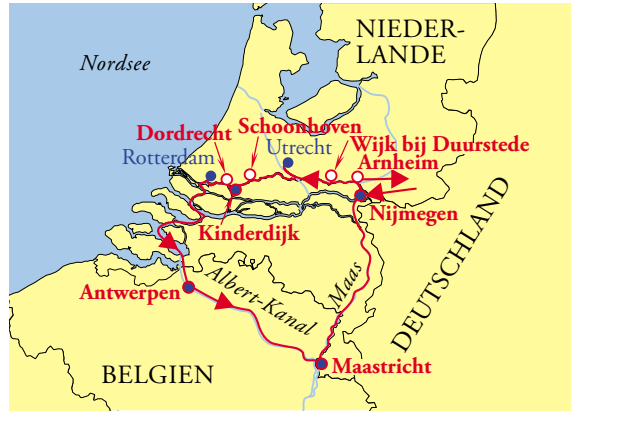 NIEDER-
LANDE
Nordsee
Dordrecht
Schoonhoven
Utrecht
Wijk bij Duurstede
Rotterdam
Arnheim
Nijmegen
Kinderdijk
DEUTSCHLAND
Antwerpen
Albert-Kanal
Maas
Maastricht
BELGIEN